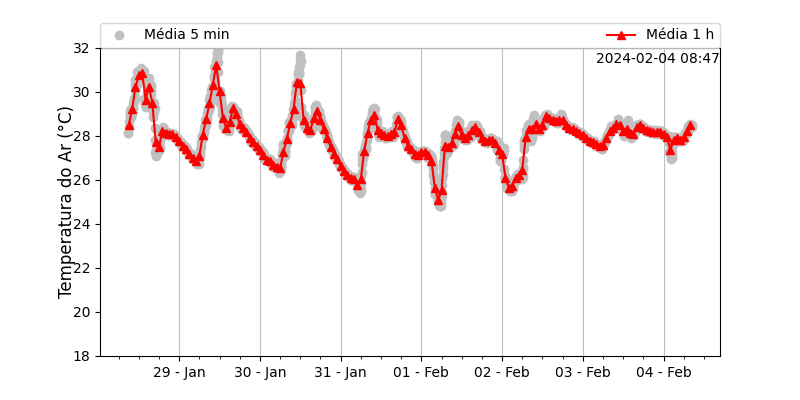 Média 5 min
Média 1 h
2024-02-04 08:47
Temperatura do Ar (°C)
32
30
28
26
24
22
20
18
29 - Jan
30 - Jan
31 - Jan
01 - Feb
02 - Feb
03 - Feb
04 - Feb